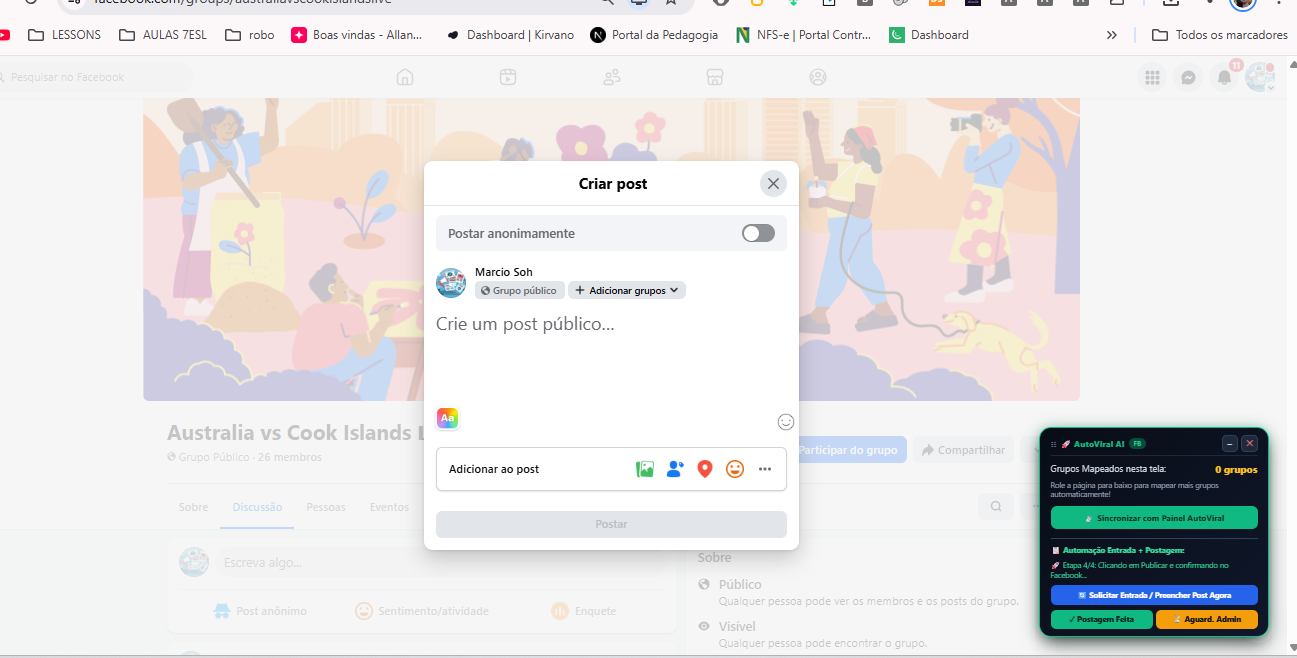 facebook.com/groups/australiavscookislandslive
LESSONS
AULAS 7ESL
robo
Boas vindas - Allan...
Dashboard | Kirvano
Portal da Pedagogia
NFS-e | Portal Contr...
Dashboard
Todos os marcadores
Pesquisar no Facebook
11
Criar post
Postar anonimamente
Marcio Soh
Grupo público
+ Adicionar grupos
Crie um post público...
Aa
Adicionar ao post
Postar
Australia vs Cook Islands L
Grupo Público · 26 membros
Participar do grupo
Compartilhar
Sobre
Discussão
Pessoas
Eventos
Escreva algo...
Post anônimo
Sentimento/atividade
Enquete
Sobre
Público
Qualquer pessoa pode ver os membros e os posts do grupo.
Visível
Qualquer pessoa pode encontrar o grupo.
AutoViral AI FB
Grupos Mapeados nesta tela: 0 grupos
Role a página para baixo para mapear mais grupos
automaticamente!
Sincronizar com Painel AutoViral
Automação Entrada + Postagem:
Etapa 4/4: Clicando em Publicar e confirmando no
Facebook...
Solicitar Entrada / Preencher Post Agora
✓ Postagem Feita
Aguard. Admin